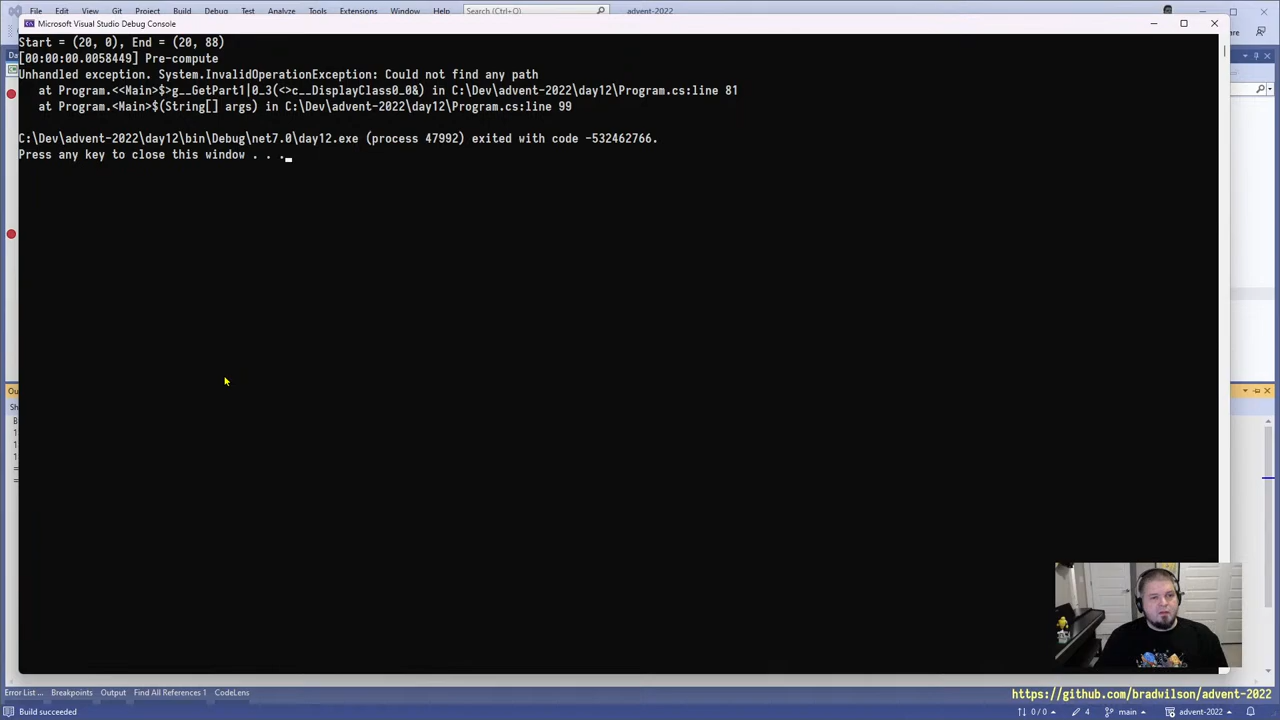 File Edit View Git Project Build Debug Test Analyze Tools Extensions Window Help Search (Ctrl+Q) advent-2022
Microsoft Visual Studio Debug Console
Start = (20, 0), End = (20, 88)
[00:00:00.0058449] Pre-compute
Unhandled exception. System.InvalidOperationException: Could not find any path
at Program.<<Main>$>g__GetPart1|0_3(<>c__DisplayClass0_0&) in C:\Dev\advent-2022\day12\Program.cs:line 81
at Program.<Main>$(String[] args) in C:\Dev\advent-2022\day12\Program.cs:line 99
C:\Dev\advent-2022\day12\bin\Debug\net7.0\day12.exe (process 47992) exited with code -532462766.
Press any key to close this window . . .
Error List ... Breakpoints Output Find All References 1 CodeLens
https://github.com/bradwilson/advent-2022
Build succeeded 0 / 0 4 main advent-2022